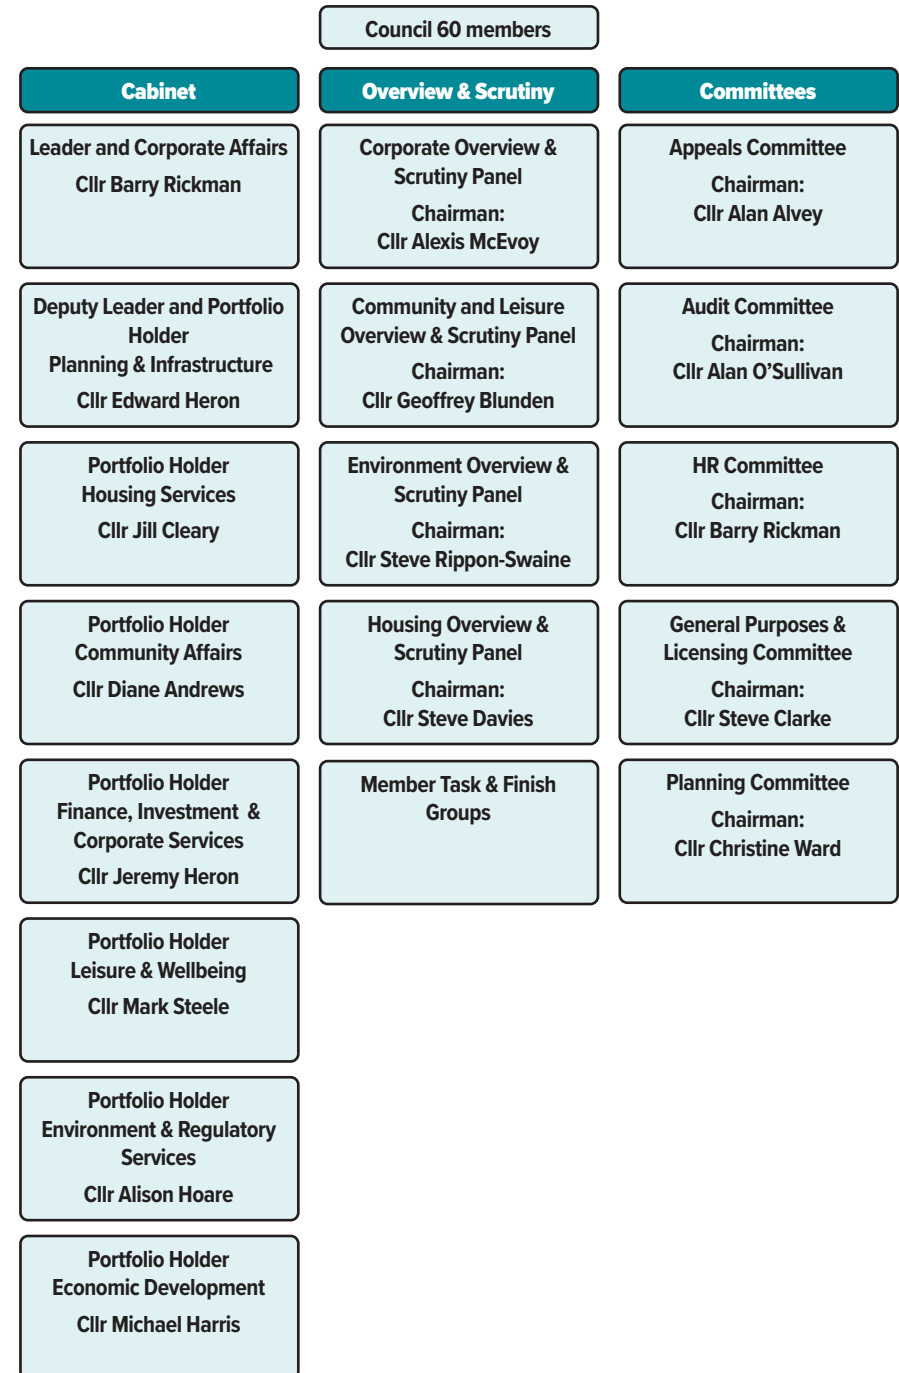 Council 60 members
Cabinet
Leader and Corporate Affairs
Cllr Barry Rickman
Deputy Leader and Portfolio
Holder
Planning & Infrastructure
Cllr Edward Heron
Portfolio Holder
Housing Services
Cllr Jill Cleary
Portfolio Holder
Community Affairs
Cllr Diane Andrews
Portfolio Holder
Finance, Investment &
Corporate Services
Cllr Jeremy Heron
Portfolio Holder
Leisure & Wellbeing
Cllr Mark Steele
Portfolio Holder
Environment & Regulatory
Services
Cllr Alison Hoare
Portfolio Holder
Economic Development
Cllr Michael Harris
Overview & Scrutiny
Corporate Overview &
Scrutiny Panel
Chairman:
Cllr Alexis McEvoy
Community and Leisure
Overview & Scrutiny Panel
Chairman:
Cllr Geoffrey Blunden
Environment Overview &
Scrutiny Panel
Chairman:
Cllr Steve Rippon-Swaine
Housing Overview &
Scrutiny Panel
Chairman:
Cllr Steve Davies
Member Task & Finish
Groups
Committees
Appeals Committee
Chairman:
Cllr Alan Alvey
Audit Committee
Chairman:
Cllr Alan O’Sullivan
HR Committee
Chairman:
Cllr Barry Rickman
General Purposes &
Licensing Committee
Chairman:
Cllr Steve Clarke
Planning Committee
Chairman:
Cllr Christine Ward